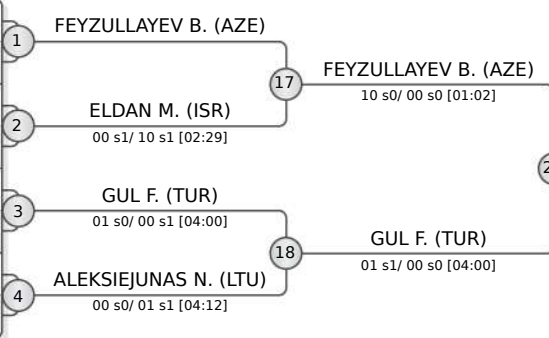 FEYZULLAYEV B. (AZE)
1
17
FEYZULLAYEV B. (AZE)
10 s0/ 00 s0 [01:02]
ELDAN M. (ISR)
2
00 s1/ 10 s1 [02:29]
GUL F. (TUR)
3
01 s0/ 00 s1 [04:00]
18
GUL F. (TUR)
01 s1/ 00 s0 [04:00]
ALEKSIEJUNAS N. (LTU)
4
00 s0/ 01 s1 [04:12]